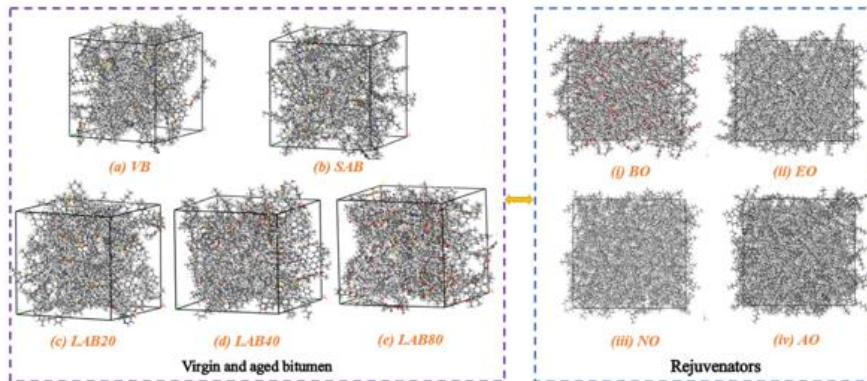 (a) VB
(b) SAB
(c) LAB20
(d) LAB40
(e) LAB80
Virgin and aged bitumen
(i) BO
(ii) EO
(iii) NO
(iv) AO
Rejuvenators